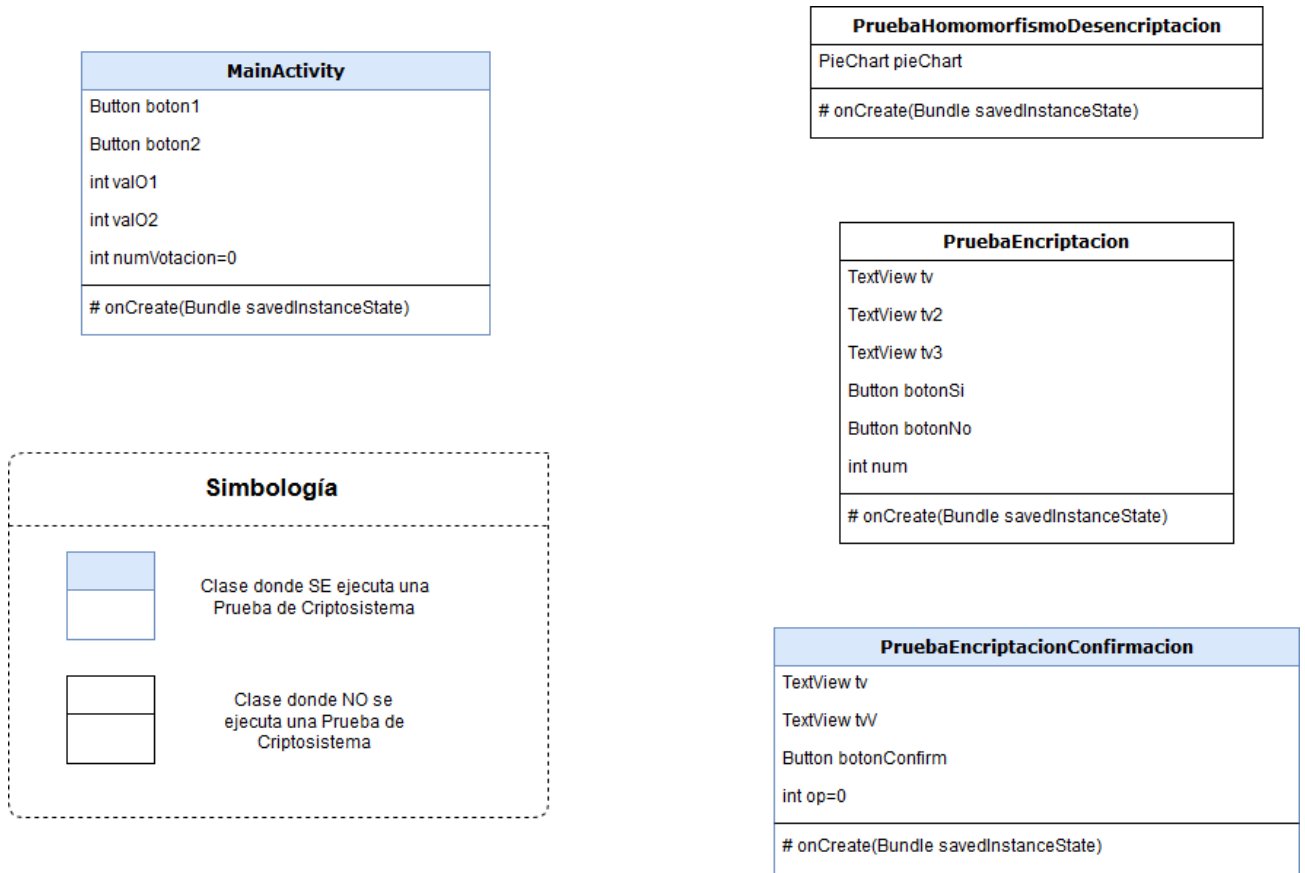 MainActivity
Button boton1
Button boton2
int valO1
int valO2
int numVotacion=0
# onCreate(Bundle savedInstanceState)
PruebaHomomorfismoDesencriptacion
PieChart pieChart
# onCreate(Bundle savedInstanceState)
PruebaEncriptacion
TextView tv
TextView tv2
TextView tv3
Button botonSi
Button botonNo
int num
# onCreate(Bundle savedInstanceState)
Simbología
Clase donde SE ejecuta una
Prueba de Criptosistema
Clase donde NO se
ejecuta una Prueba de
Criptosistema
PruebaEncriptacionConfirmacion
TextView tv
TextView tvV
Button botonConfirm
int op=0
# onCreate(Bundle savedInstanceState)